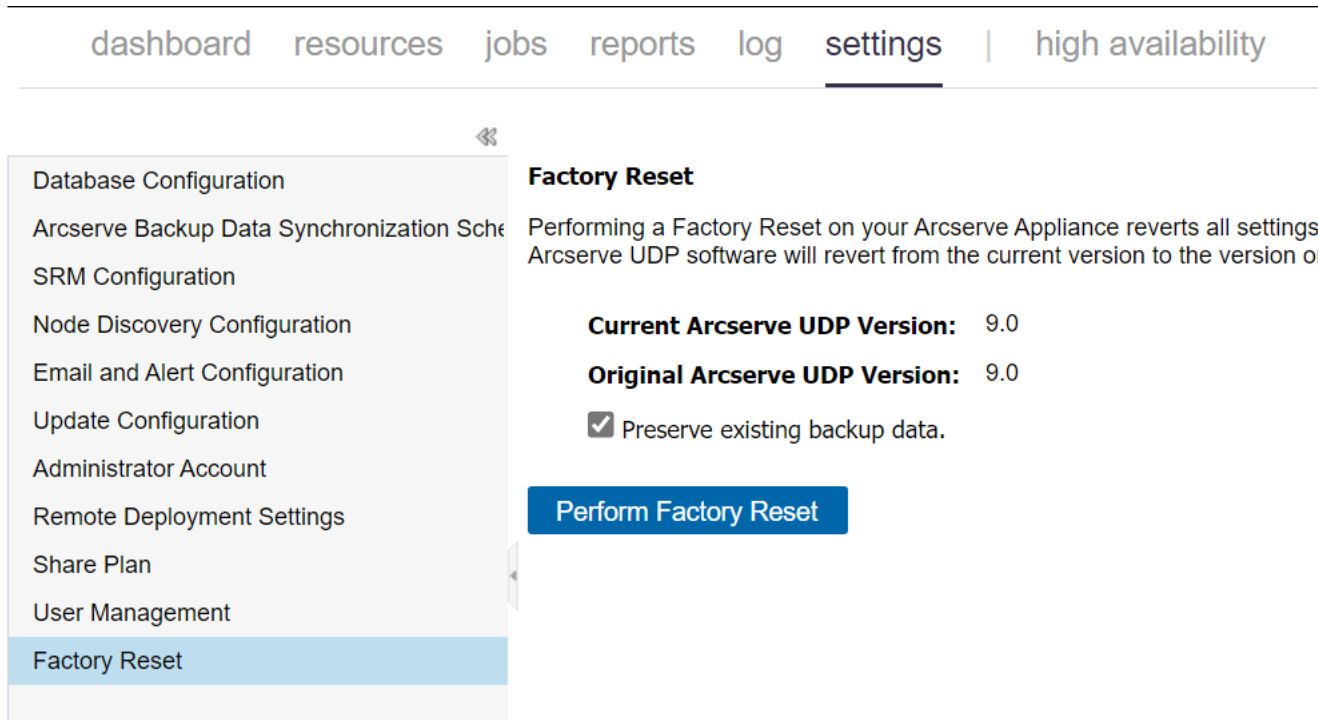 dashboard resources jobs reports log settings | high availability
Database Configuration
Arcserve Backup Data Synchronization Sche
SRM Configuration
Node Discovery Configuration
Email and Alert Configuration
Update Configuration
Administrator Account
Remote Deployment Settings
Share Plan
User Management
Factory Reset
Factory Reset
Performing a Factory Reset on your Arcserve Appliance reverts all settings
Arcserve UDP software will revert from the current version to the version o
Current Arcserve UDP Version: 9.0
Original Arcserve UDP Version: 9.0
Preserve existing backup data.
Perform Factory Reset